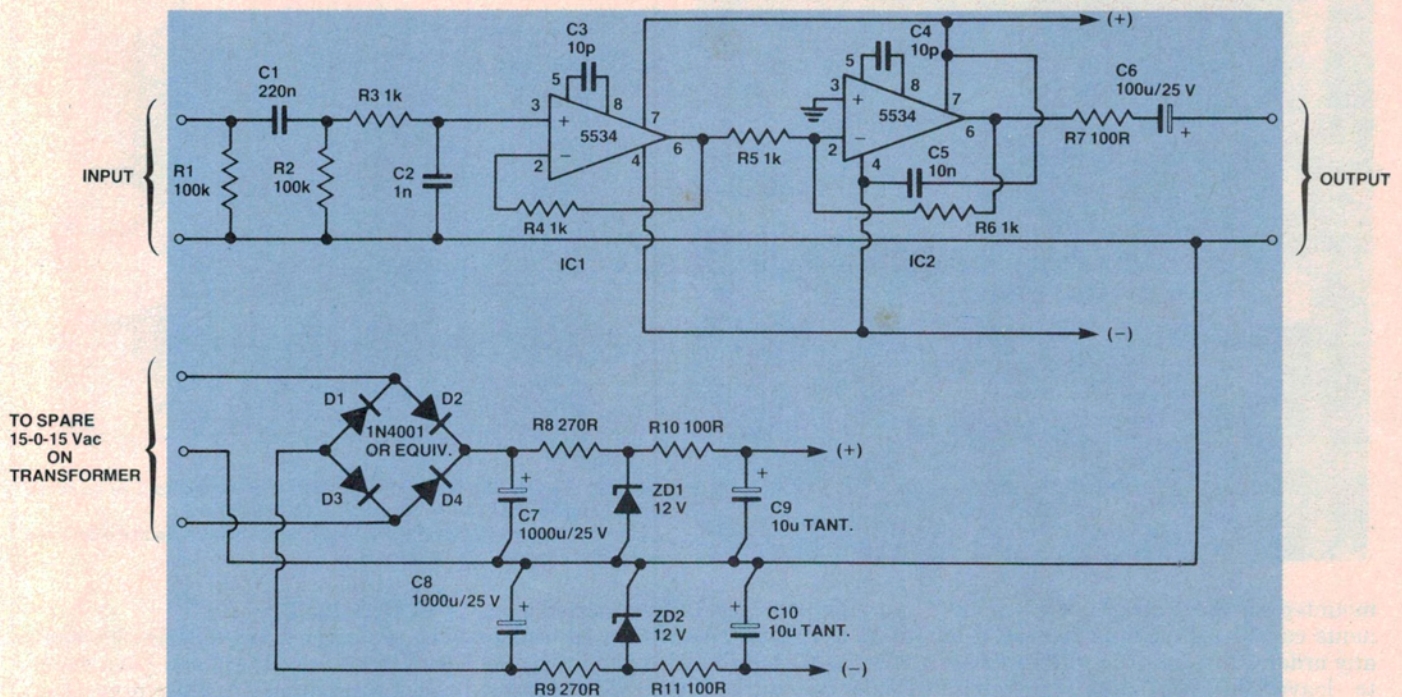 C1
220n
R3 1k
C3
10p
5
8
3
+
5534
−
2
7
4
6
R4 1k
IC1
(+)
C4
10p
5
8
3
+
5534
−
2
7
6
4
R5 1k
C5
10n
R6 1k
IC2
C6
100u/25 V
R7 100R
+
INPUT
R1
100k
R2
100k
C2
1n
OUTPUT
(−)
TO SPARE
15-0-15 Vac
ON
TRANSFORMER
D1
D2
1N4001
OR EQUIV.
D3
D4
R8 270R
R10 100R
(+)
+
C7
1000u/25 V
ZD1
12 V
+
C9
10u TANT.
C8
1000u/25 V
+
ZD2
12 V
+
C10
10u TANT.
R9 270R
R11 100R
(−)